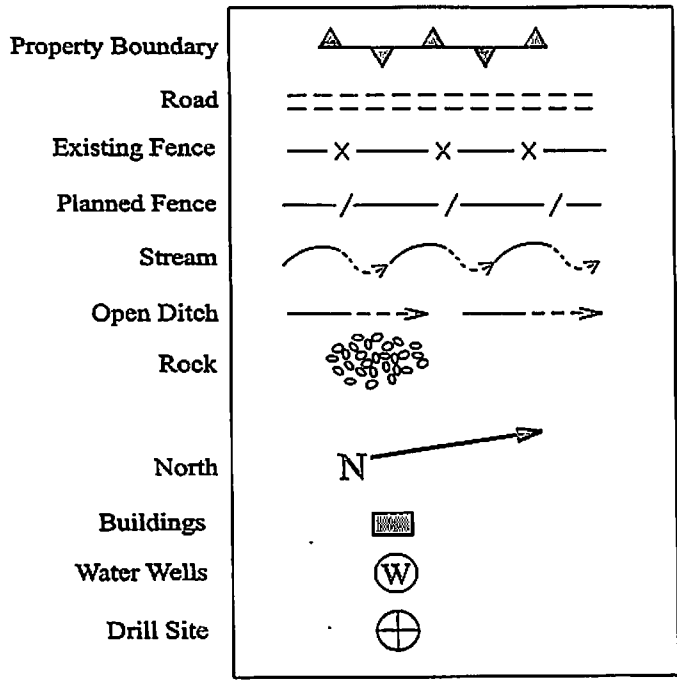 Property Boundary
Road
Existing Fence
Planned Fence
Stream
Open Ditch
Rock
North N
Buildings
Water Wells W
Drill Site